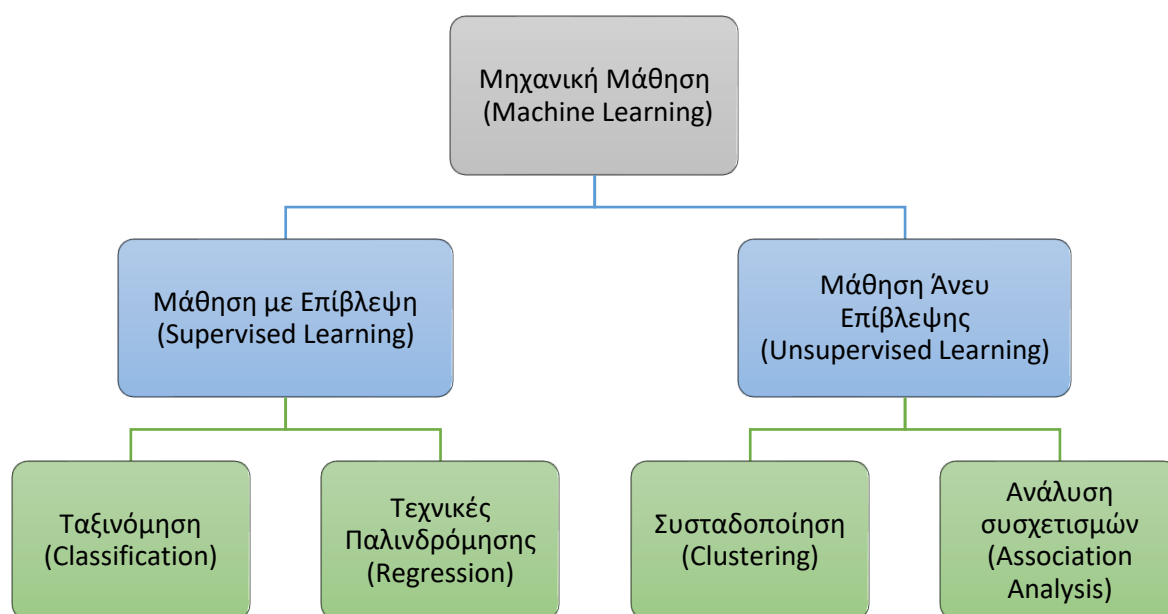 Μηχανική Μάθηση
(Machine Learning)
Μάθηση με Επίβλεψη
(Supervised Learning)
Μάθηση Άνευ
Επίβλεψης
(Unsupervised Learning)
Ταξινόμηση
(Classification)
Τεχνικές
Παλινδρόμησης
(Regression)
Συσταδοποίηση
(Clustering)
Ανάλυση
συσχετισμών
(Association
Analysis)